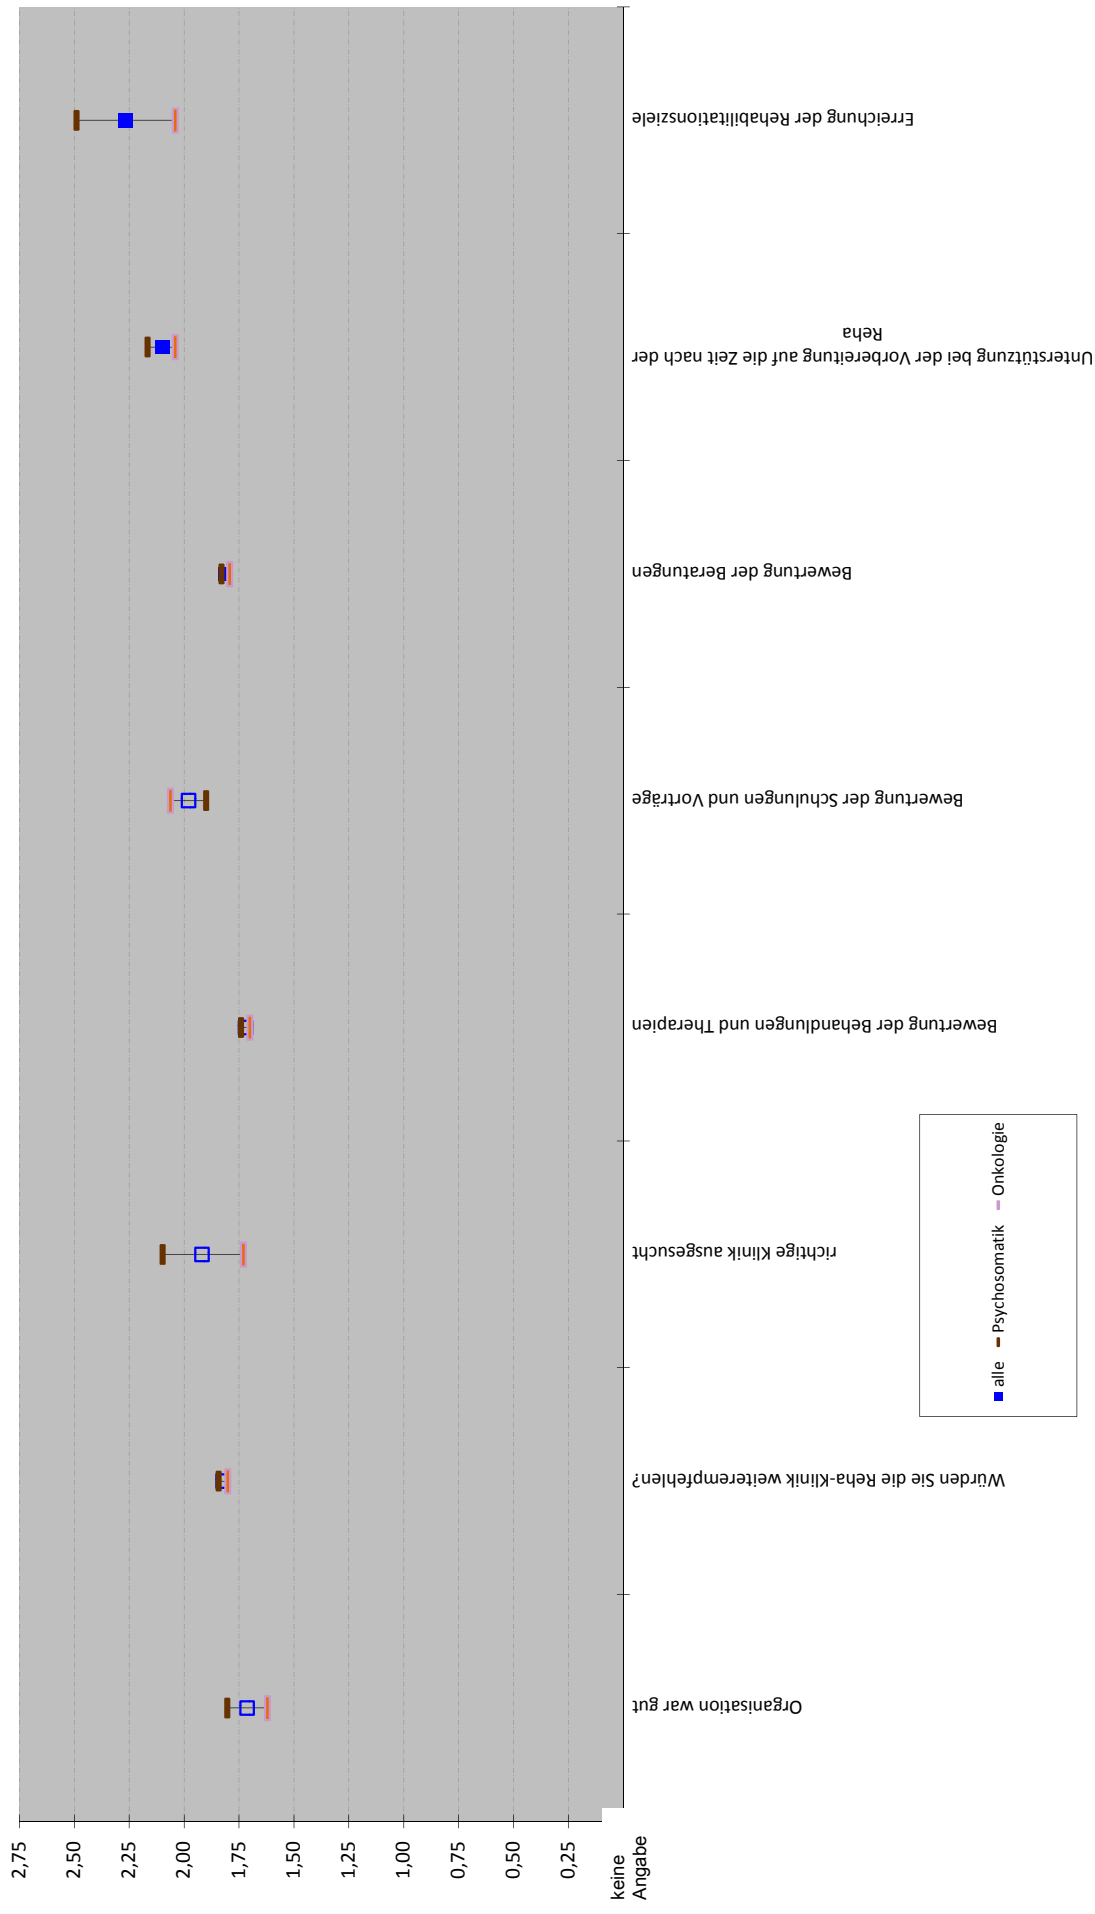 2,75
2,50
2,25
2,00
1,75
1,50
1,25
1,00
0,75
0,50
0,25
keine
Angabe
Organisation war gut
Würden Sie die Reha-Klinik weiterempfehlen?
richtige Klinik ausgesucht
Bewertung der Behandlungen und Therapien
Bewertung der Schulungen und Vorträge
Bewertung der Beratungen
Unterstützung bei der Vorbereitung auf die Zeit nach der
Reha
Erreichung der Rehabilitationsziele
alle Psychosomatik Onkologie